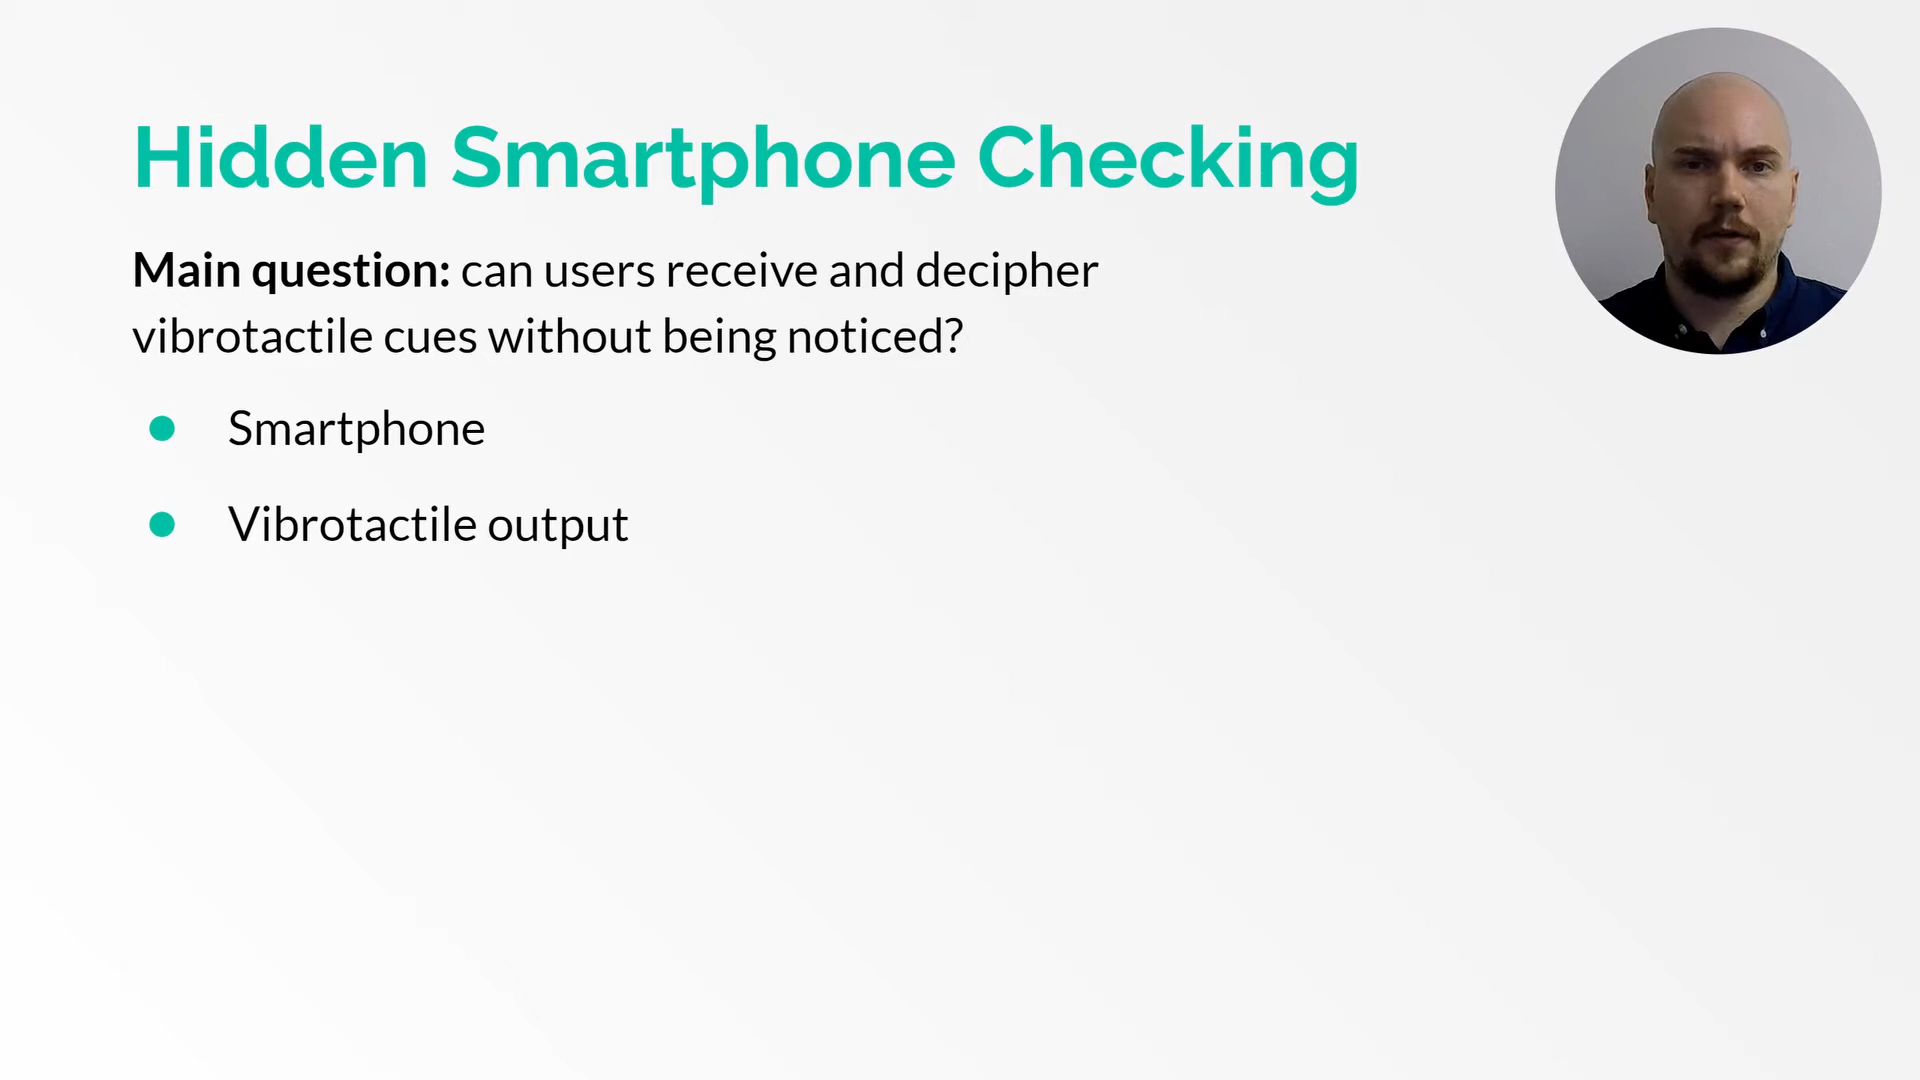 Hidden Smartphone Checking
Main question: can users receive and decipher
vibrotactile cues without being noticed?
● Smartphone
● Vibrotactile output